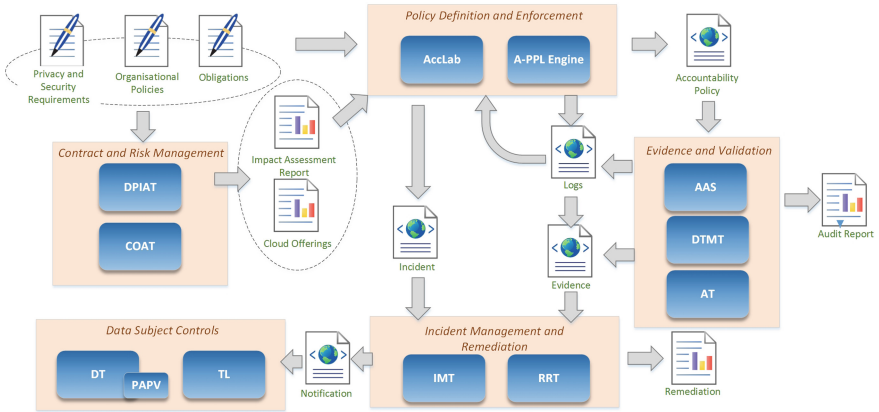 Policy Definition and Enforcement
AccLab
A-PPL Engine
Privacy and
Security
Requirements
Organisational
Policies
Obligations
Accountability
Policy
Contract and Risk Management
DPIAT
COAT
Impact Assessment
Report
Cloud Offerings
Logs
Incident
Evidence
Evidence and Validation
AAS
DTMT
AT
Audit Report
Data Subject Controls
DT
PAPV
TL
Notification
Incident Management and
Remediation
IMT
RRT
Remediation